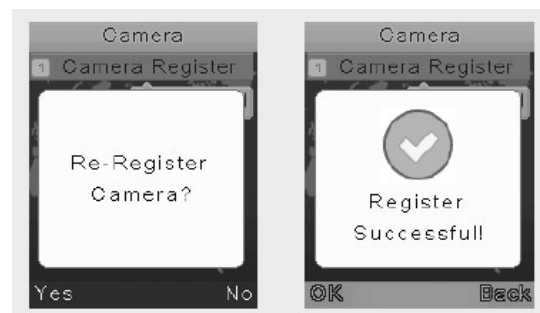 Camera
1 Camera Register
Re-Register
Camera?
Yes No
Camera
1 Camera Register
Register
Successful!
OK Back